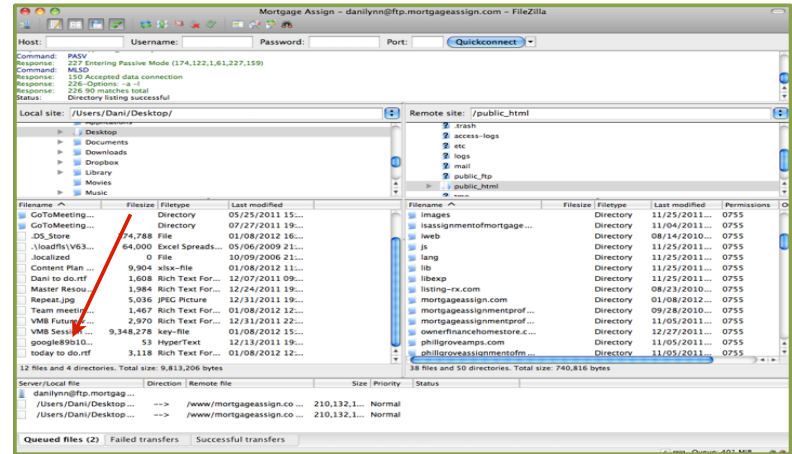 Mortgage Assign - danilynn@ftp.mortgageassign.com - FileZilla
Host: Username: Password: Port: Quickconnect
Command: PASV
Response: 227 Entering Passive Mode (174,122,1,61,227,159)
Command: MLSD
Response: 150 Accepted data connection
Response: 226-Options: -a -l
Response: 226 90 matches total
Status: Directory listing successful
Local site: /Users/Dani/Desktop/
Applications
Desktop
Documents
Downloads
Dropbox
Library
Movies
Music
Remote site: /public_html
.trash
access-logs
etc
logs
mail
public_ftp
public_html
tmp
Filename Filesize Filetype Last modified
GoToMeeting... Directory 05/25/2011 15:...
GoToMeeting... Directory 07/27/2011 19:...
.DS_Store 74,788 File 01/08/2012 16:...
.\loadfls\V63... 64,000 Excel Spreads... 05/06/2009 21:...
.localized 0 File 10/09/2006 21:...
Content Plan ... 9,904 xlsx-file 01/08/2012 11:...
Dani to do.rtf 1,608 Rich Text For... 12/07/2011 09:...
Master Resou... 1,984 Rich Text For... 12/24/2011 19:...
Repeat.jpg 5,036 JPEG Picture 12/31/2011 19:...
Team meetin... 1,467 Rich Text For... 01/08/2012 12:...
VMB Future... 2,970 Rich Text For... 12/31/2011 22:...
VMB Session ... 9,348,278 key-file 01/08/2012 15:...
google89b10... 53 HyperText 12/13/2011 19:...
today to do.rtf 3,118 Rich Text For... 01/08/2012 12:...
12 files and 4 directories. Total size: 9,813,206 bytes
Filename Filesize Filetype Last modified Permissions O
images Directory 11/25/2011... 0755
isassignmentofmortgage... Directory 11/04/2011... 0755
iweb Directory 08/14/2010... 0755
js Directory 11/25/2011... 0755
lang Directory 11/25/2011... 0755
lib Directory 11/25/2011... 0755
libexp Directory 11/25/2011... 0755
listing-rx.com Directory 08/23/2010... 0755
mortgageassign.com Directory 01/08/2012... 0755
mortgageassignmentprof... Directory 09/28/2010... 0755
mortgageassignmentprof... Directory 11/05/2011... 0755
ownerfinancehomestore.c... Directory 12/27/2011... 0755
phillgroveamps.com Directory 11/05/2011... 0755
phillgroveassignmentofm... Directory 11/05/2011... 0755
38 files and 50 directories. Total size: 740,816 bytes
Server/Local file Direction Remote file Size Priority Status
danilynn@ftp.mortgag...
/Users/Dani/Desktop... --> /www/mortgageassign.co ... 210,132,1... Normal
/Users/Dani/Desktop... --> /www/mortgageassign.co ... 210,132,1... Normal
Queued files (2) Failed transfers Successful transfers
Queue: 401 MiB